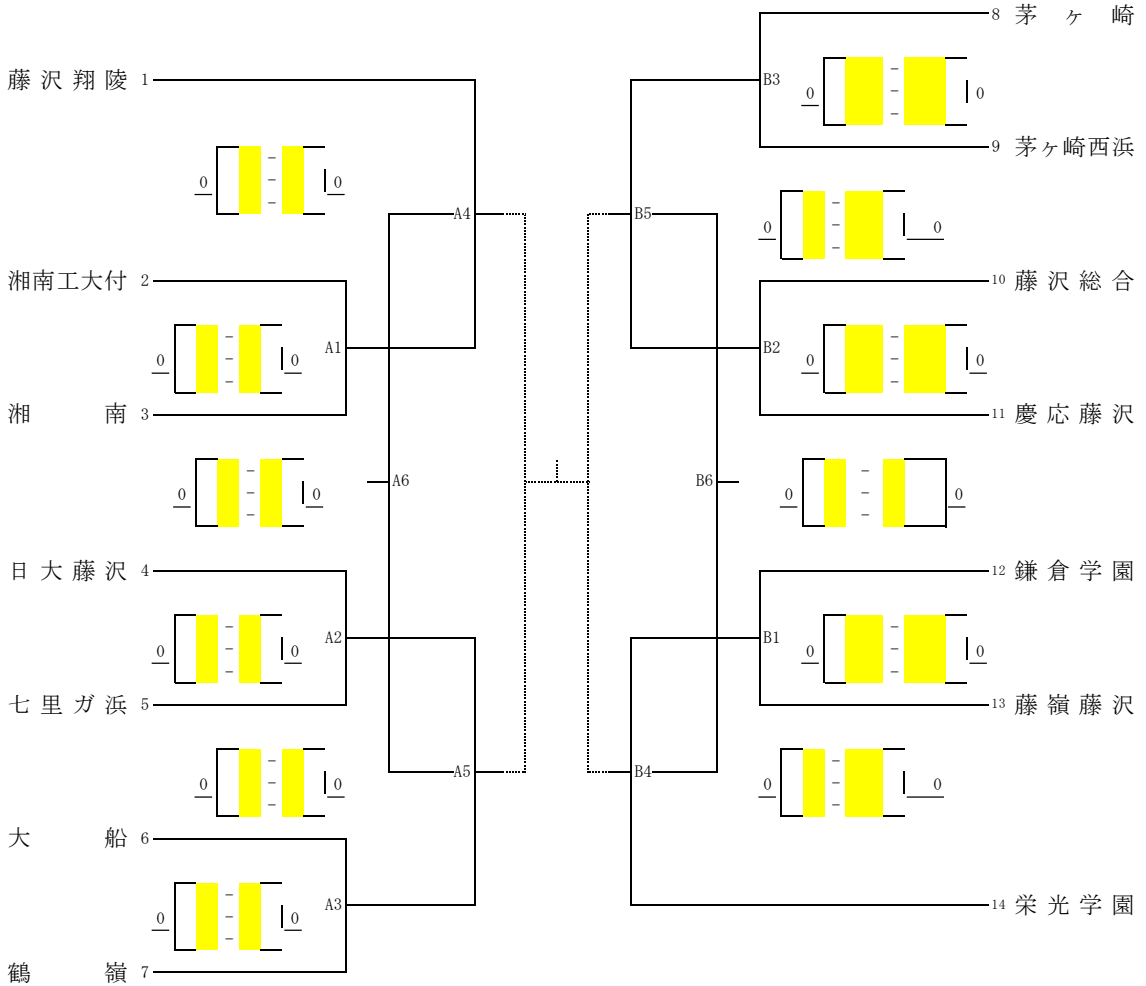 8 茅ヶ崎
藤沢翔陵 1
B3
0 - 0
-
-
9 茅ヶ崎西浜
0 - 0
-
-
A4
B5
0 - 0
-
-
湘南工大付 2
10 藤沢総合
A1
B2
0 - 0
-
-
0 - 0
-
-
湘南 3
11 慶応藤沢
A6
B6
0 - 0
-
-
0 - 0
-
-
日大藤沢 4
12 鎌倉学園
A2
B1
0 - 0
-
-
0 - 0
-
-
七里ガ浜 5
13 藤嶺藤沢
A5
B4
0 - 0
-
-
0 - 0
-
-
大船 6
A3
0 - 0
-
-
14 栄光学園
鶴嶺 7